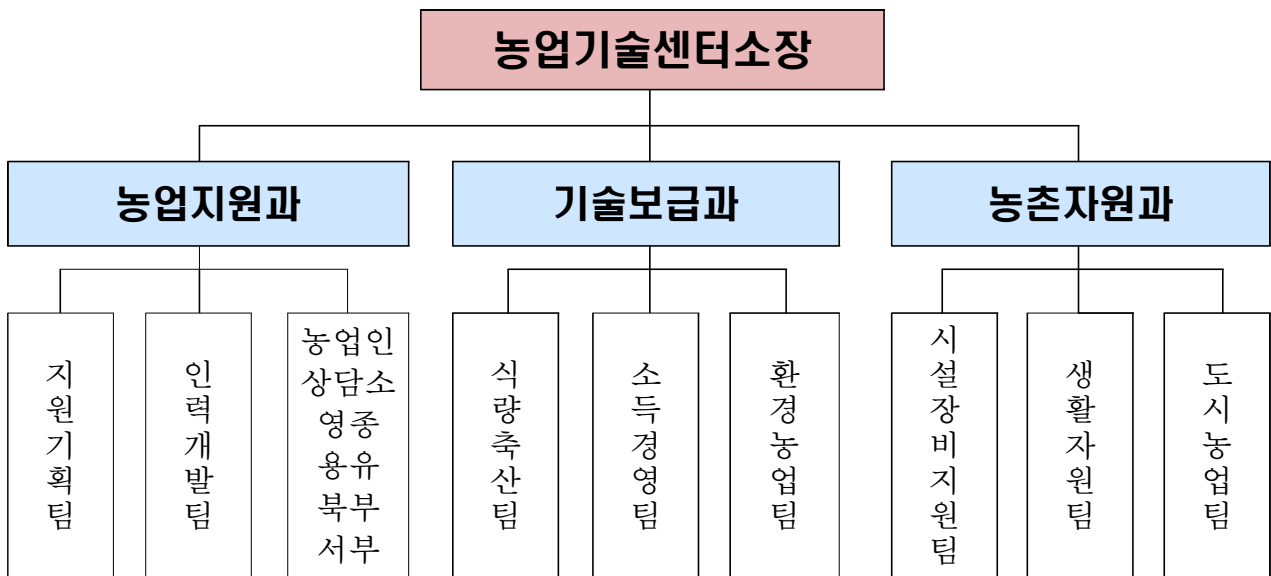 농업기술센터소장
농업지원과
기술보급과
농촌자원과
지원기획팀
인력개발팀
농업인
상담소
영종
용유
북부
서부
식량축산팀
소득경영팀
환경농업팀
시설장비지원팀
생활자원팀
도시농업팀